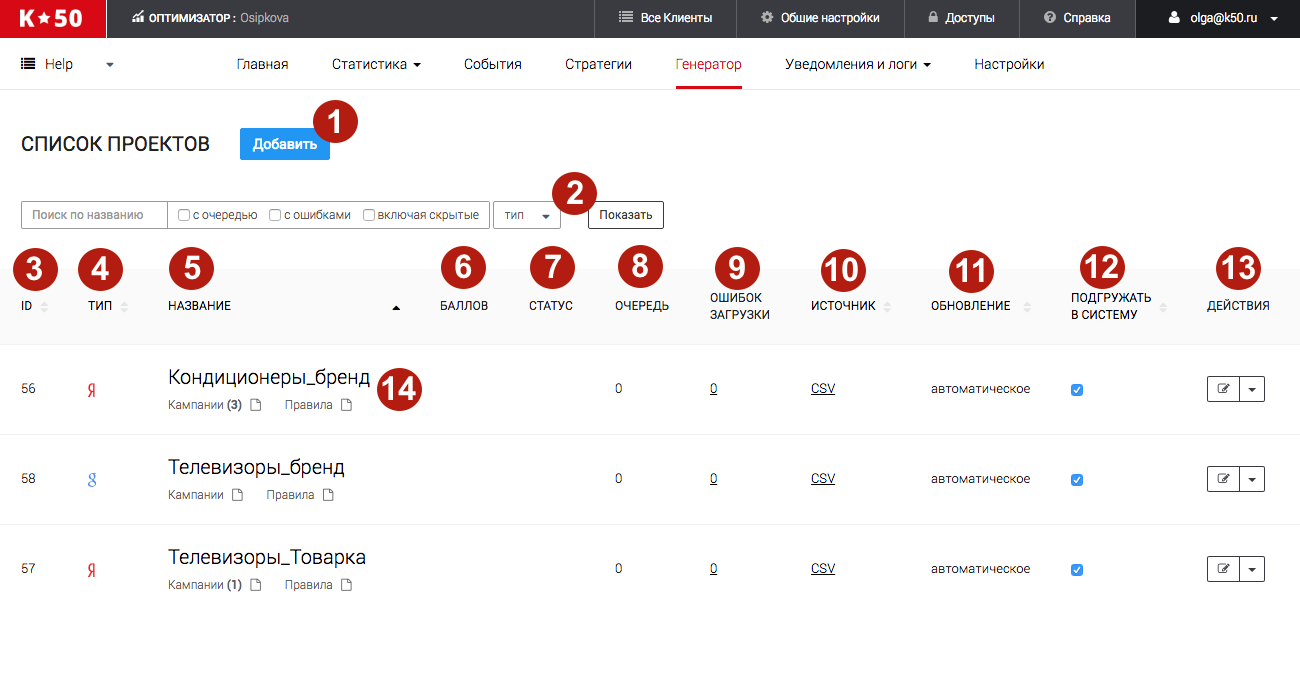 K★50 ОПТИМИЗАТОР : Osipkova Все Клиенты Общие настройки Доступы Справка olga@k50.ru
Help Главная Статистика События Стратегии Генератор Уведомления и логи Настройки
1
СПИСОК ПРОЕКТОВ Добавить
2
Поиск по названию с очередью с ошибками включая скрытые тип Показать
3 4 5 6 7 8 9 10 11 12 13
ID ТИП НАЗВАНИЕ БАЛЛОВ СТАТУС ОЧЕРЕДЬ ОШИБОК ЗАГРУЗКИ ИСТОЧНИК ОБНОВЛЕНИЕ ПОДГРУЖАТЬ В СИСТЕМУ ДЕЙСТВИЯ
Кондиционеры_бренд 14
56 Я 0 0 CSV автоматическое
Кампании (3) Правила
Телевизоры_бренд
58 g 0 0 CSV автоматическое
Кампании Правила
Телевизоры_Товарка
57 Я 0 0 CSV автоматическое
Кампании (1) Правила